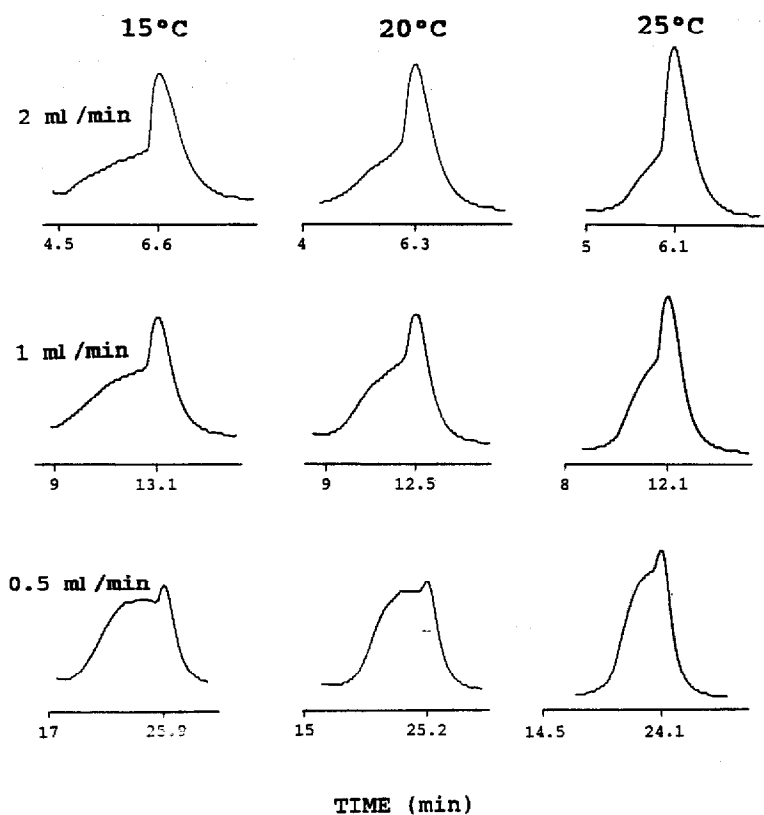 15°C 20°C 25°C
2 ml/min
4.5 6.6 4 6.3 5 6.1
1 ml/min
9 13.1 9 12.5 8 12.1
0.5 ml/min
17 25.9 15 25.2 14.5 24.1
TIME (min)